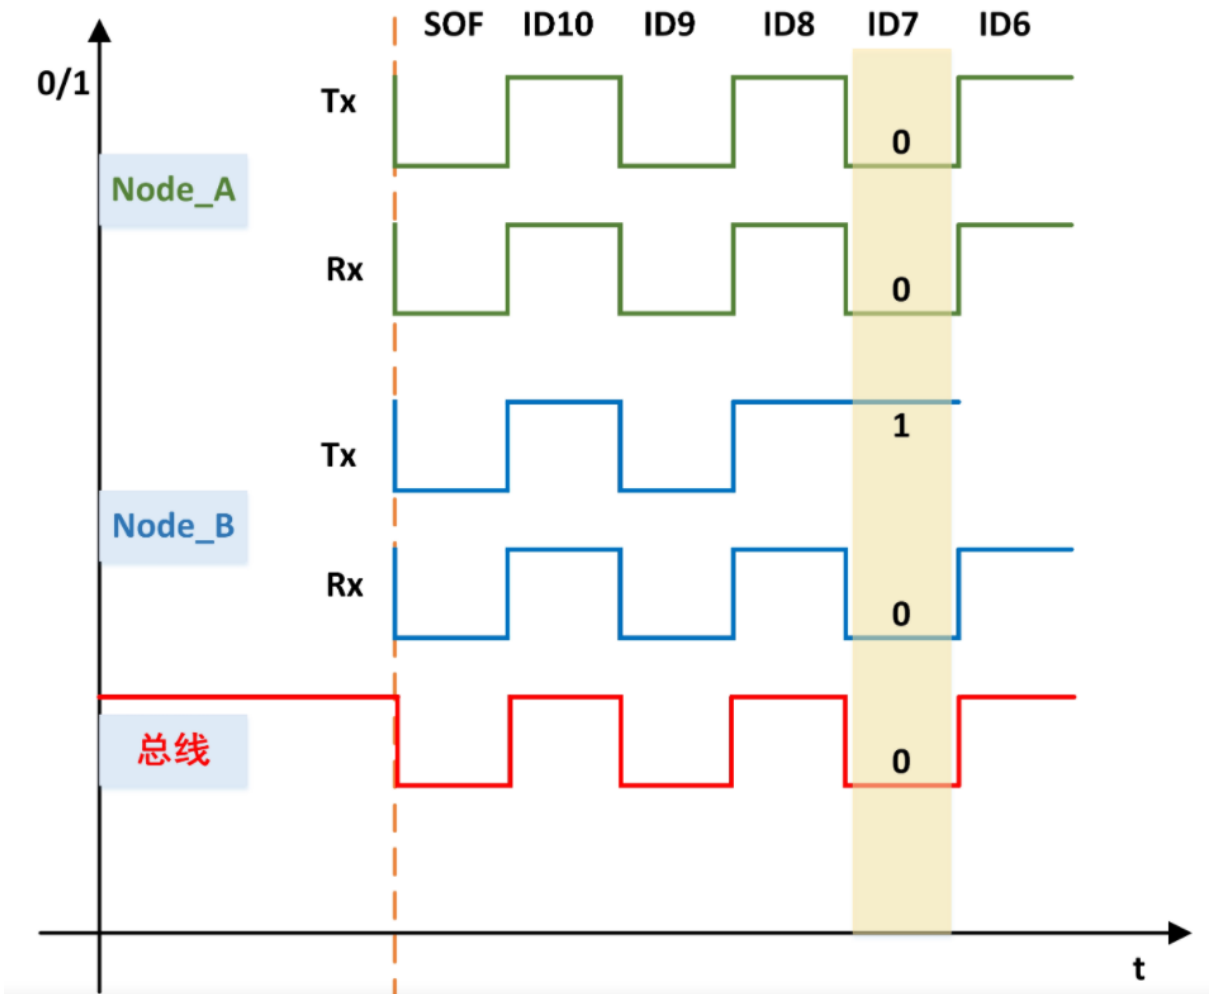 SOF ID10 ID9 ID8 ID7 ID6
0/1
Tx
0
Node_A
Rx
0
1
Tx
Node_B
Rx
0
总线
0
t